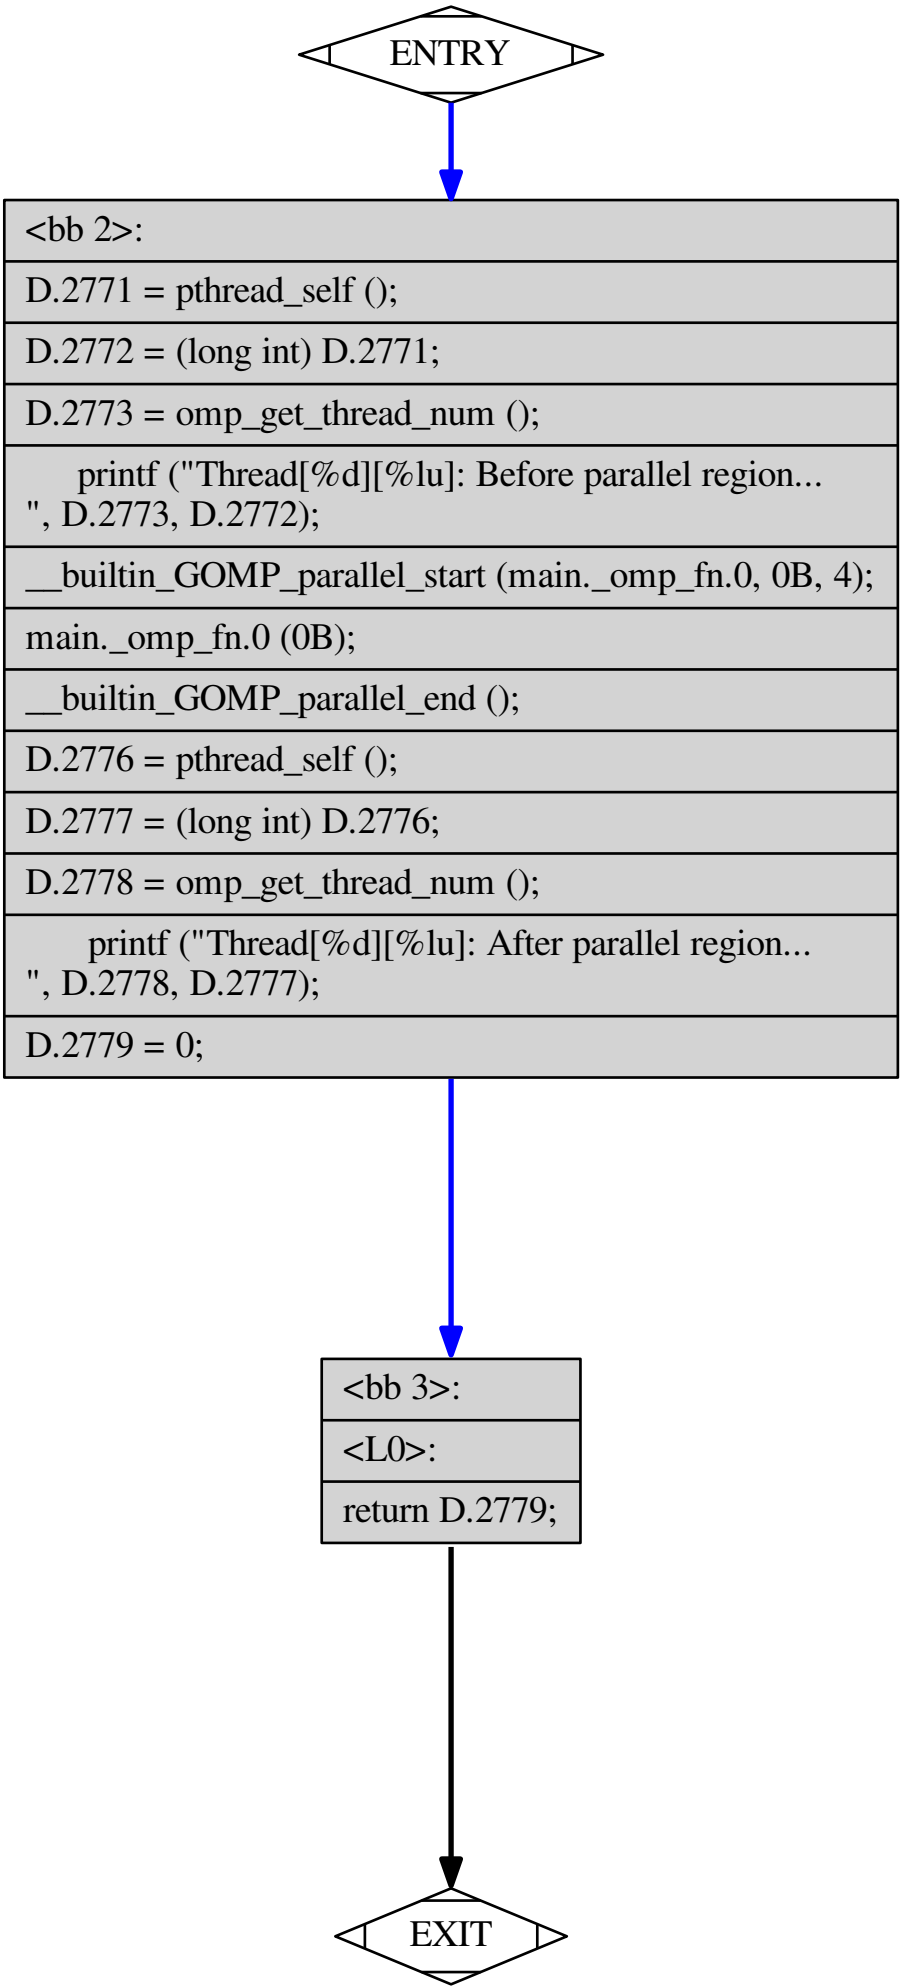 ENTRY
<bb 2>:
D.2771 = pthread_self ();
D.2772 = (long int) D.2771;
D.2773 = omp_get_thread_num ();
printf ("Thread[%d][%lu]: Before parallel region...
", D.2773, D.2772);
__builtin_GOMP_parallel_start (main._omp_fn.0, 0B, 4);
main._omp_fn.0 (0B);
__builtin_GOMP_parallel_end ();
D.2776 = pthread_self ();
D.2777 = (long int) D.2776;
D.2778 = omp_get_thread_num ();
printf ("Thread[%d][%lu]: After parallel region...
", D.2778, D.2777);
D.2779 = 0;
<bb 3>:
<L0>:
return D.2779;
EXIT